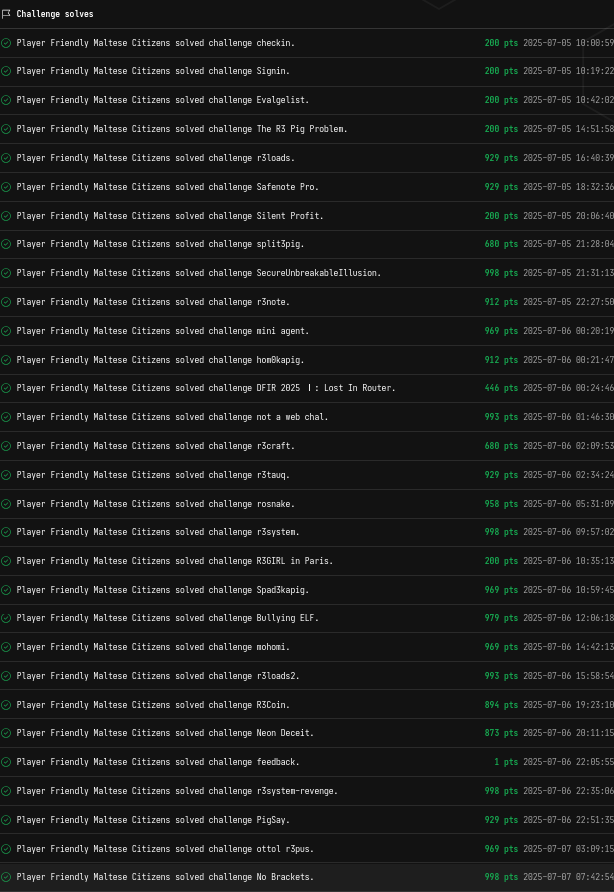 Challenge solves
Player Friendly Maltese Citizens solved challenge checkin. 200 pts 2025-07-05 10:00:59
Player Friendly Maltese Citizens solved challenge Signin. 200 pts 2025-07-05 10:19:22
Player Friendly Maltese Citizens solved challenge Evalgelist. 200 pts 2025-07-05 10:42:02
Player Friendly Maltese Citizens solved challenge The R3 Pig Problem. 200 pts 2025-07-05 14:51:58
Player Friendly Maltese Citizens solved challenge r3loads. 929 pts 2025-07-05 16:40:39
Player Friendly Maltese Citizens solved challenge Safenote Pro. 929 pts 2025-07-05 18:32:36
Player Friendly Maltese Citizens solved challenge Silent Profit. 200 pts 2025-07-05 20:06:40
Player Friendly Maltese Citizens solved challenge split3pig. 680 pts 2025-07-05 21:28:04
Player Friendly Maltese Citizens solved challenge SecureUnbreakableIllusion. 998 pts 2025-07-05 21:31:13
Player Friendly Maltese Citizens solved challenge r3note. 912 pts 2025-07-05 22:27:50
Player Friendly Maltese Citizens solved challenge mini agent. 969 pts 2025-07-06 00:20:19
Player Friendly Maltese Citizens solved challenge hom0kapig. 912 pts 2025-07-06 00:21:47
Player Friendly Maltese Citizens solved challenge DFIR 2025 Ⅰ: Lost In Router. 446 pts 2025-07-06 00:24:46
Player Friendly Maltese Citizens solved challenge not a web chal. 993 pts 2025-07-06 01:46:30
Player Friendly Maltese Citizens solved challenge r3craft. 680 pts 2025-07-06 02:09:53
Player Friendly Maltese Citizens solved challenge r3tauq. 929 pts 2025-07-06 02:34:24
Player Friendly Maltese Citizens solved challenge rosnake. 958 pts 2025-07-06 05:31:09
Player Friendly Maltese Citizens solved challenge r3system. 998 pts 2025-07-06 09:57:02
Player Friendly Maltese Citizens solved challenge R3GIRL in Paris. 200 pts 2025-07-06 10:35:13
Player Friendly Maltese Citizens solved challenge Spad3kapig. 969 pts 2025-07-06 10:59:45
Player Friendly Maltese Citizens solved challenge Bullying ELF. 979 pts 2025-07-06 12:06:18
Player Friendly Maltese Citizens solved challenge mohomi. 969 pts 2025-07-06 14:42:13
Player Friendly Maltese Citizens solved challenge r3loads2. 993 pts 2025-07-06 15:58:54
Player Friendly Maltese Citizens solved challenge R3Coin. 894 pts 2025-07-06 19:23:10
Player Friendly Maltese Citizens solved challenge Neon Deceit. 873 pts 2025-07-06 20:11:15
Player Friendly Maltese Citizens solved challenge feedback. 1 pts 2025-07-06 22:05:55
Player Friendly Maltese Citizens solved challenge r3system-revenge. 998 pts 2025-07-06 22:35:06
Player Friendly Maltese Citizens solved challenge PigSay. 929 pts 2025-07-06 22:51:35
Player Friendly Maltese Citizens solved challenge ottol r3pus. 969 pts 2025-07-07 03:09:15
Player Friendly Maltese Citizens solved challenge No Brackets. 998 pts 2025-07-07 07:42:54